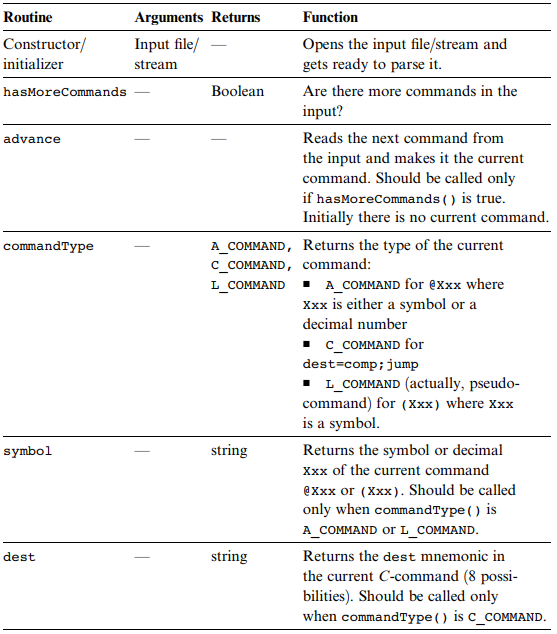 Routine Arguments Returns Function
Constructor/ Input file/ — Opens the input file/stream and
initializer stream gets ready to parse it.
hasMoreCommands — Boolean Are there more commands in the
input?
advance — — Reads the next command from
the input and makes it the current
command. Should be called only
if hasMoreCommands() is true.
Initially there is no current command.
commandType — A_COMMAND, Returns the type of the current
C_COMMAND, command:
L_COMMAND ■ A_COMMAND for @Xxx where
Xxx is either a symbol or a
decimal number
■ C_COMMAND for
dest=comp;jump
■ L_COMMAND (actually, pseudo-
command) for (Xxx) where Xxx
is a symbol.
symbol — string Returns the symbol or decimal
Xxx of the current command
@Xxx or (Xxx). Should be called
only when commandType() is
A_COMMAND or L_COMMAND.
dest — string Returns the dest mnemonic in
the current C-command (8 possi-
bilities). Should be called only
when commandType() is C_COMMAND.